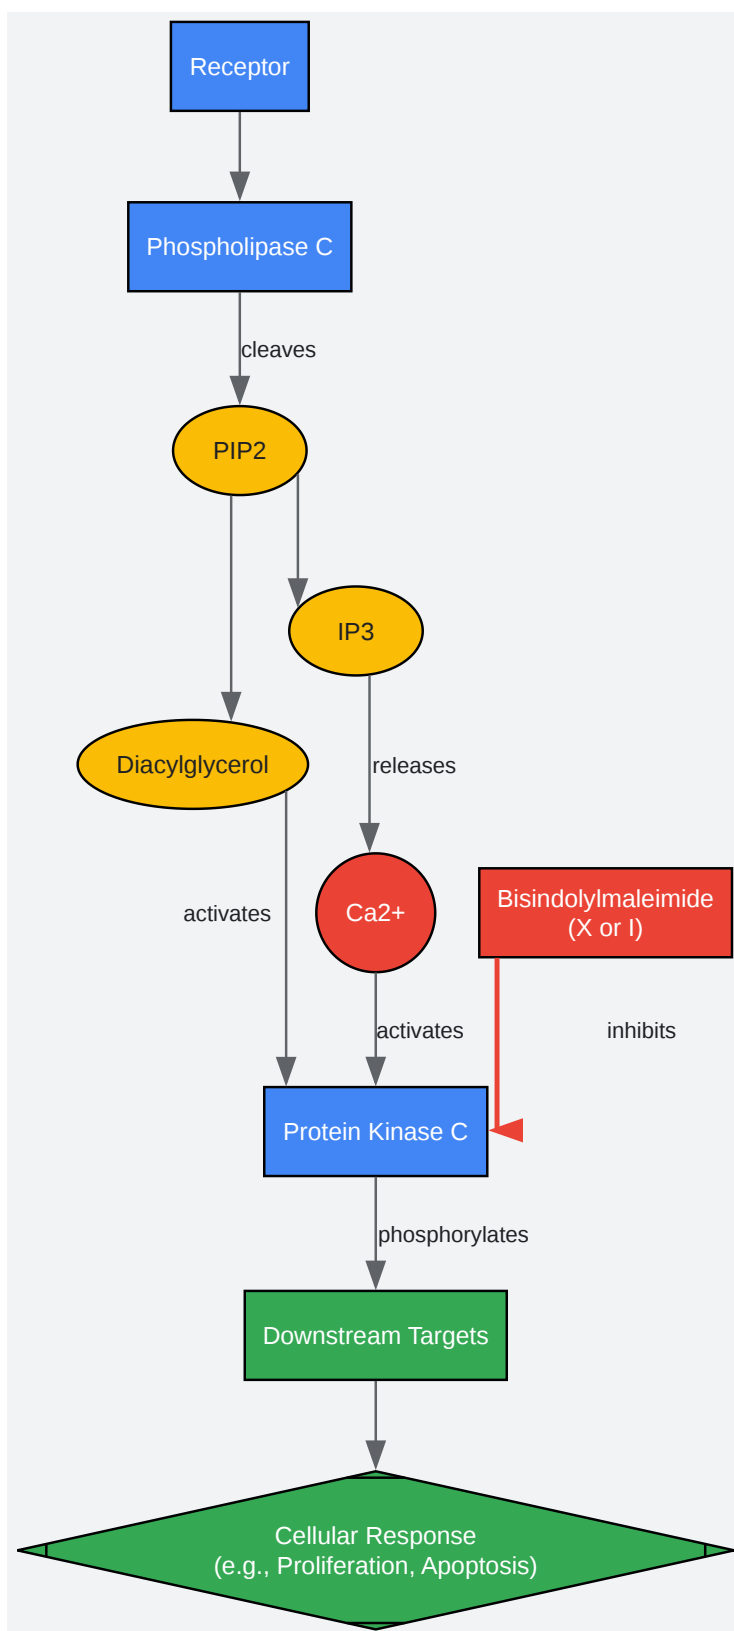 Receptor
Phospholipase C
cleaves
PIP2
IP3
Diacylglycerol
releases
activates
Ca2+
Bisindolylmaleimide
(X or I)
activates
inhibits
Protein Kinase C
phosphorylates
Downstream Targets
Cellular Response
(e.g., Proliferation, Apoptosis)